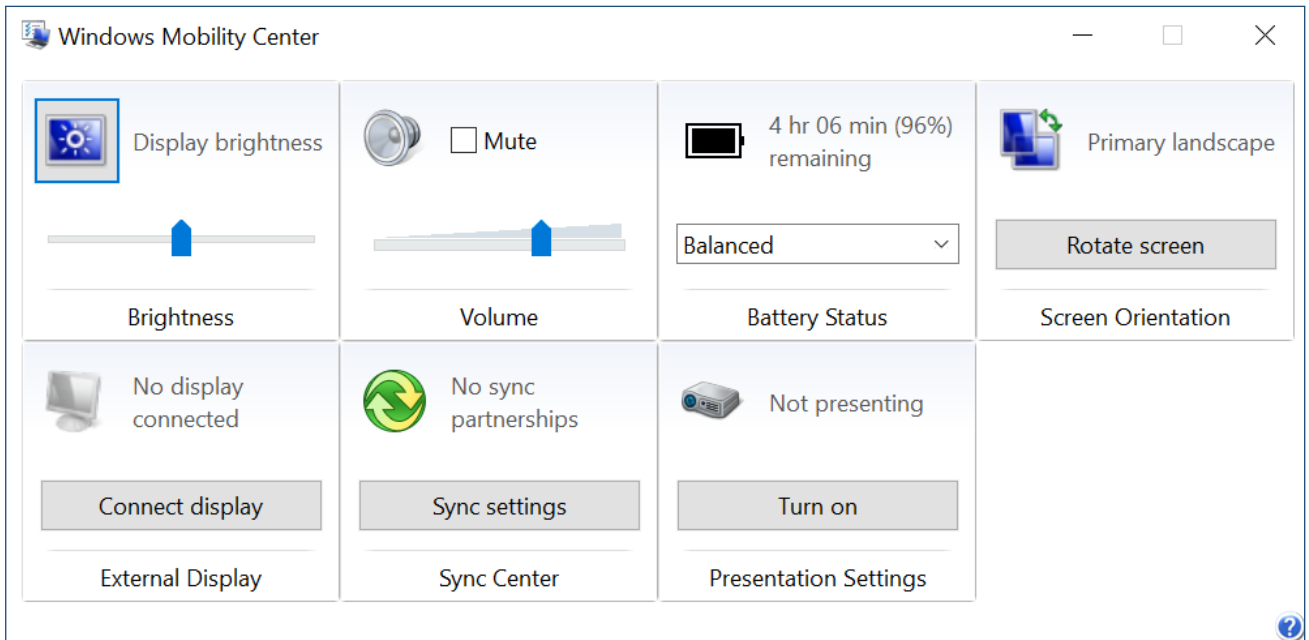 Windows Mobility Center
Display brightness
Brightness
Mute
Volume
4 hr 06 min (96%)
remaining
Balanced
Battery Status
Primary landscape
Rotate screen
Screen Orientation
No display
connected
Connect display
External Display
No sync
partnerships
Sync settings
Sync Center
Not presenting
Turn on
Presentation Settings
?